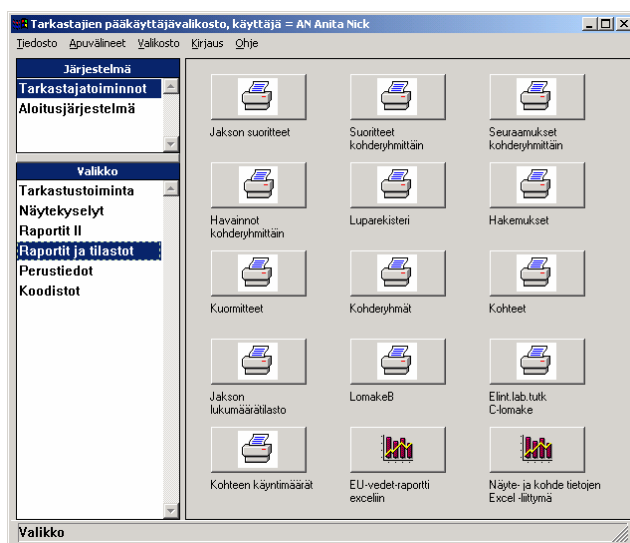 Tarkastajien pääkäyttäjävalikosto, käyttäjä = AN Anita Nick
Tiedosto Apuvälineet Valikosto Kirjaus Ohje
Järjestelmä
Tarkastajatoiminnot
Aloitusjärjestelmä
Valikko
Tarkastustoiminta
Näytekyselyt
Raportit II
Raportit ja tilastot
Perustiedot
Koodistot
Jakson suoritteet
Suoritteet
kohderyhmittäin
Seuraamukset
kohderyhmittäin
Havainnot
kohderyhmittäin
Luparekisteri
Hakemukset
Kuormitteet
Kohderyhmät
Kohteet
Jakson
lukumäärätilasto
LomakeB
Elint.lab.tutk
C-lomake
Kohteen käyntimäärät
EU-vedet-raportti
exceliin
Näyte- ja kohde tietojen
Excel -liittymä
Valikko